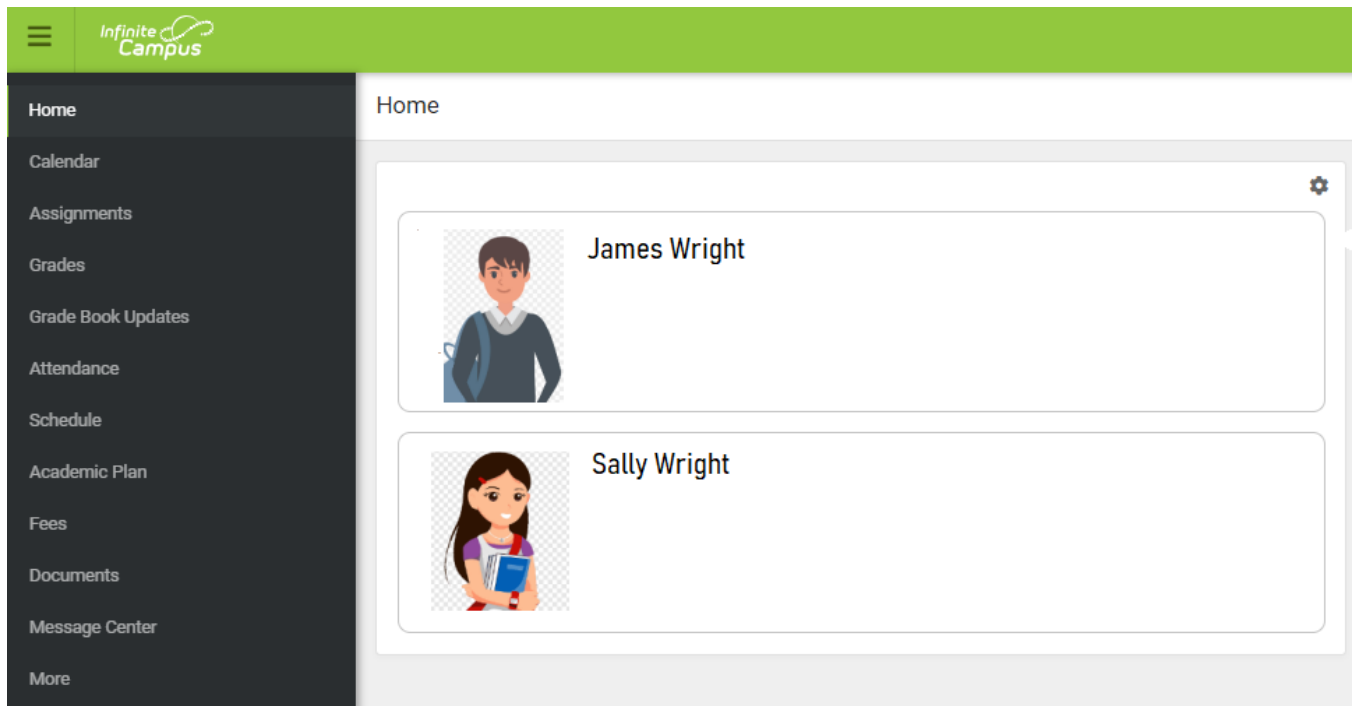 Infinite
Campus
Home
Calendar
Assignments
Grades
Grade Book Updates
Attendance
Schedule
Academic Plan
Fees
Documents
Message Center
More
Home
James Wright
Sally Wright